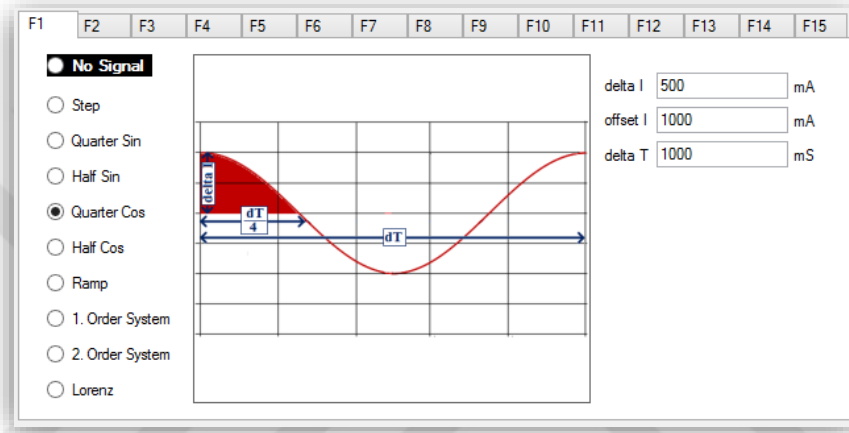 F1 F2 F3 F4 F5 F6 F7 F8 F9 F10 F11 F12 F13 F14 F15
No Signal
Step
Quarter Sin
Half Sin
Quarter Cos
Half Cos
Ramp
1. Order System
2. Order System
Lorenz
delta I
dT
4
dT
delta I 500 mA
offset I 1000 mA
delta T 1000 mS